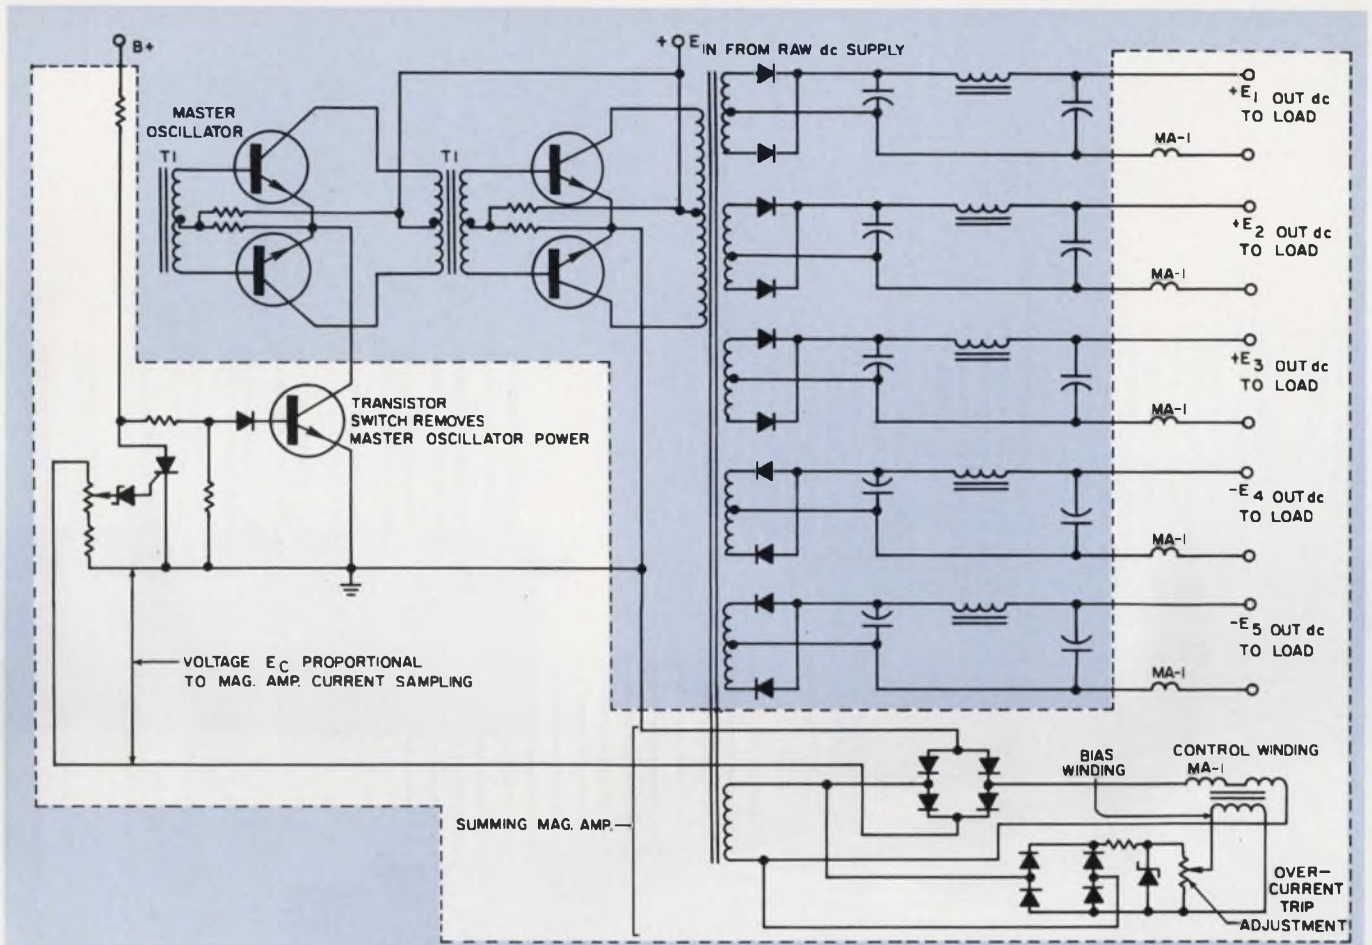 B+
+ E IN FROM RAW dc SUPPLY
MASTER
OSCILLATOR
T1
T1
+E1 OUT dc
TO LOAD
MA-1
+E2 OUT dc
TO LOAD
MA-1
+E3 OUT dc
TO LOAD
MA-1
TRANSISTOR
SWITCH REMOVES
MASTER OSCILLATOR POWER
-E4 OUT dc
TO LOAD
MA-1
-E5 OUT dc
TO LOAD
MA-1
VOLTAGE EC PROPORTIONAL
TO MAG. AMP. CURRENT SAMPLING
SUMMING MAG. AMP.
BIAS
WINDING
CONTROL WINDING
MA-1
OVER-
CURRENT
TRIP
ADJUSTMENT